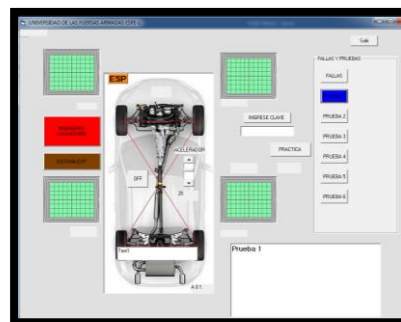 UNIVERSIDAD DE LAS FUERZAS ARMADAS ESPE-L
Salir
FALLAS Y PRUEBAS
FALLAS
ESP
INGRESE CLAVE
PRUEBA 2
ACELERADOR
PRUEBA 3
PRACTICA
OFF
PRUEBA 4
PRUEBA 5
PRUEBA 6
Text1
Prueba 1